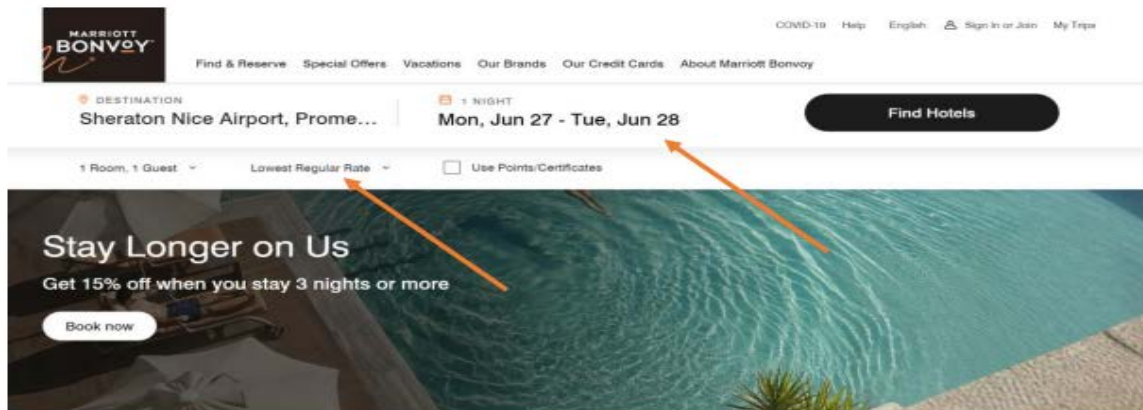 COVID-19 Help English Sign In or Join My Trips
MARRIOTT
BONVOY
Find & Reserve Special Offers Vacations Our Brands Our Credit Cards About Marriott Bonvoy
DESTINATION
Sheraton Nice Airport, Prome...
1 NIGHT
Mon, Jun 27 - Tue, Jun 28
Find Hotels
1 Room, 1 Guest
Lowest Regular Rate
Use Points/Certificates
Stay Longer on Us
Get 15% off when you stay 3 nights or more
Book now